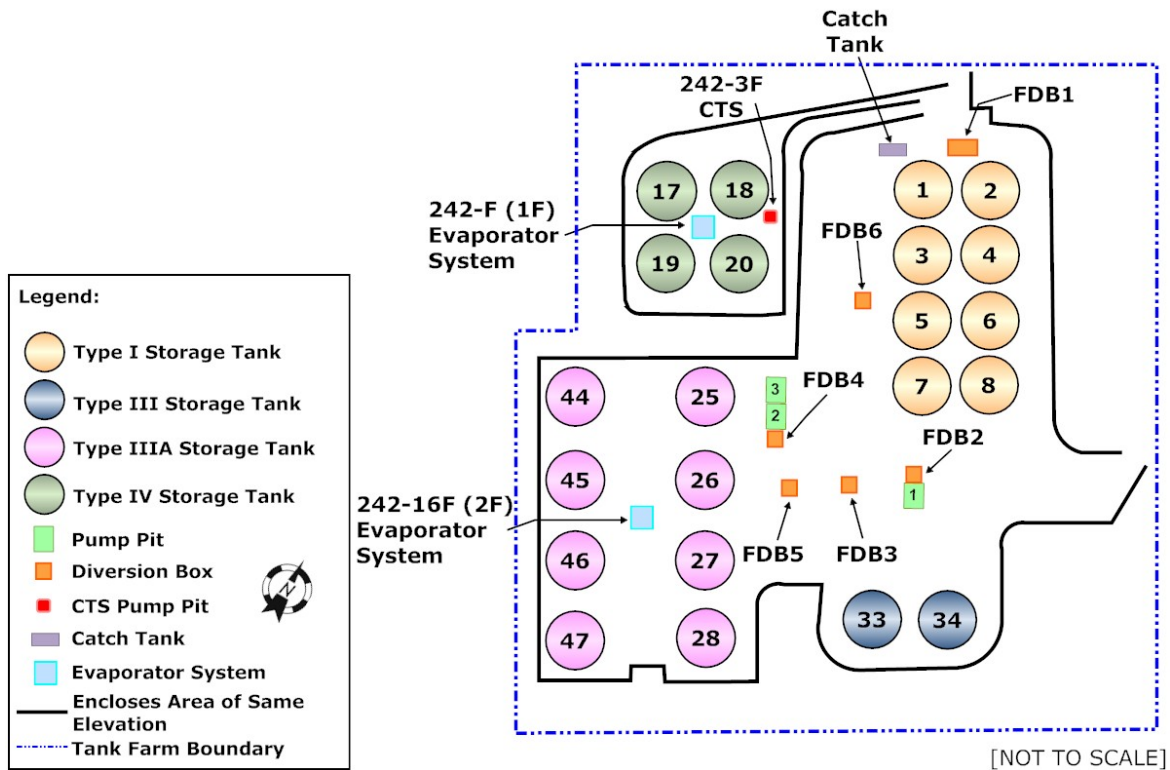 Catch
Tank
242-3F
CTS
FDB1
1
2
17
18
242-F (1F)
Evaporator
System
FDB6
3
4
19
20
Legend:
Type I Storage Tank
Type III Storage Tank
Type IIIA Storage Tank
Type IV Storage Tank
Pump Pit
Diversion Box
CTS Pump Pit
N
Catch Tank
Evaporator System
Encloses Area of Same
Elevation
Tank Farm Boundary
5
6
7
8
44
25
3
2
FDB4
FDB2
45
26
1
242-16F (2F)
Evaporator
System
FDB5
FDB3
46
27
47
28
33
34
[NOT TO SCALE]